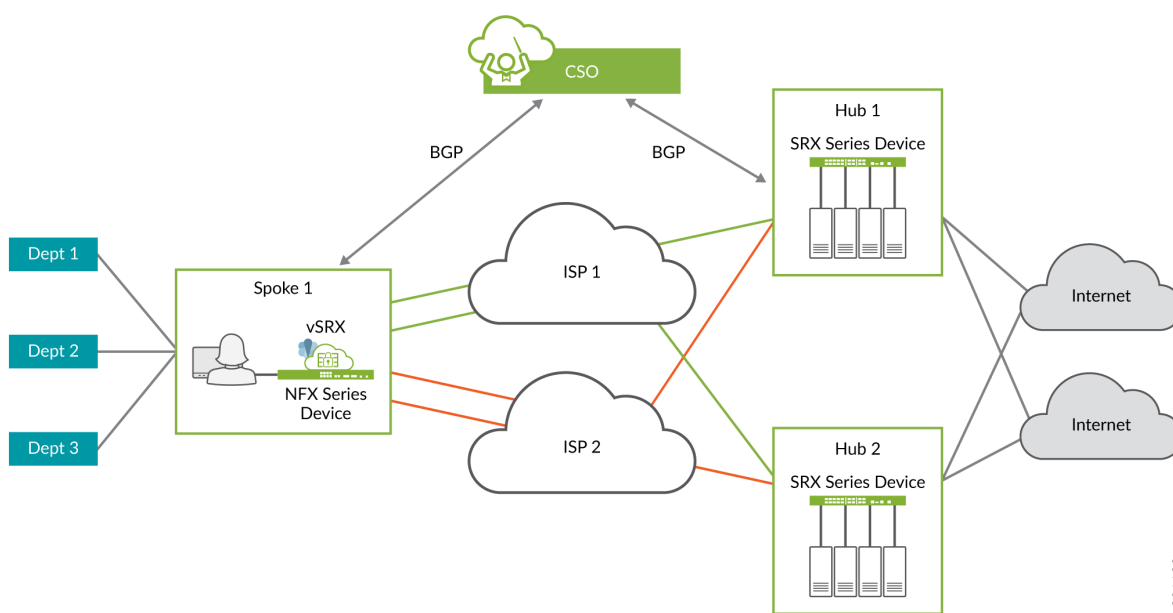 CSO
BGP
BGP
Hub 1
SRX Series Device
Dept 1
Dept 2
Dept 3
Spoke 1
vSRX
NFX Series
Device
ISP 1
ISP 2
Internet
Internet
Hub 2
SRX Series Device